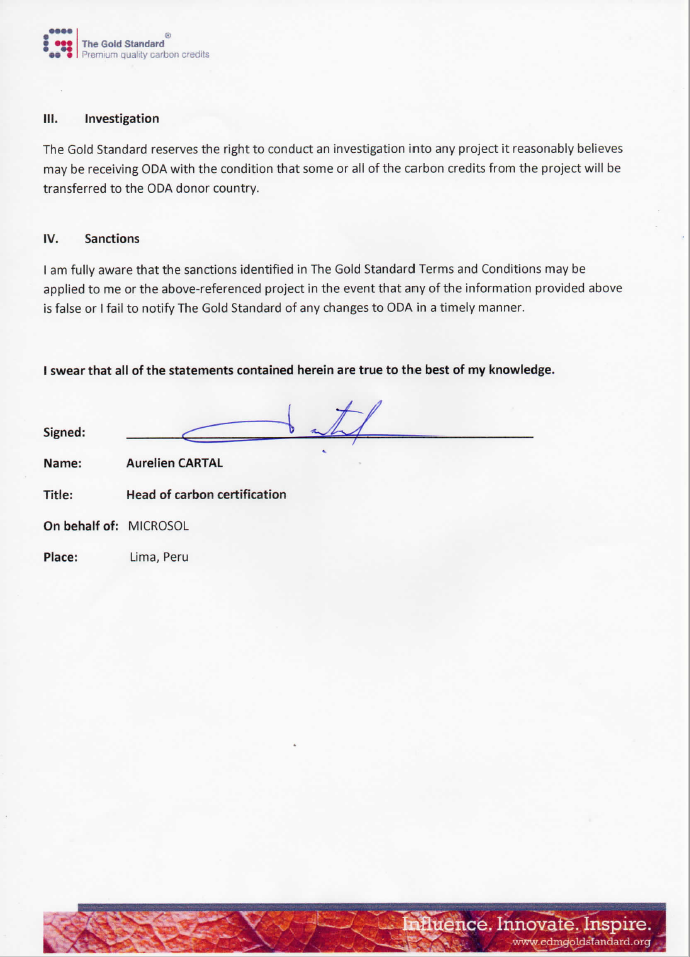 The Gold Standard®
Premium quality carbon credits
III. Investigation
The Gold Standard reserves the right to conduct an investigation into any project it reasonably believes
may be receiving ODA with the condition that some or all of the carbon credits from the project will be
transferred to the ODA donor country.
IV. Sanctions
I am fully aware that the sanctions identified in The Gold Standard Terms and Conditions may be
applied to me or the above-referenced project in the event that any of the information provided above
is false or I fail to notify The Gold Standard of any changes to ODA in a timely manner.
I swear that all of the statements contained herein are true to the best of my knowledge.
Signed:
Name: Aurelien CARTAL
Title: Head of carbon certification
On behalf of: MICROSOL
Place: Lima, Peru
Influence. Innovate. Inspire.
www.cdmgoldstandard.org